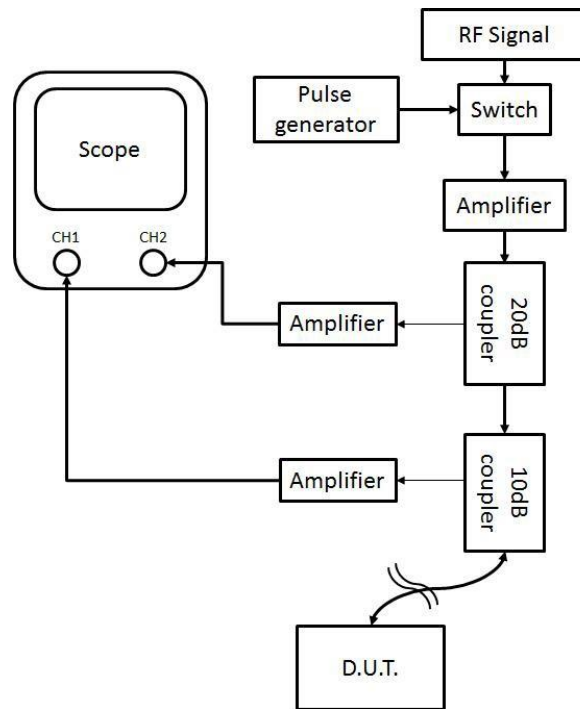 RF Signal
Pulse
generator
Switch
Scope
Amplifier
CH1
CH2
20dB
coupler
Amplifier
10dB
coupler
Amplifier
D.U.T.